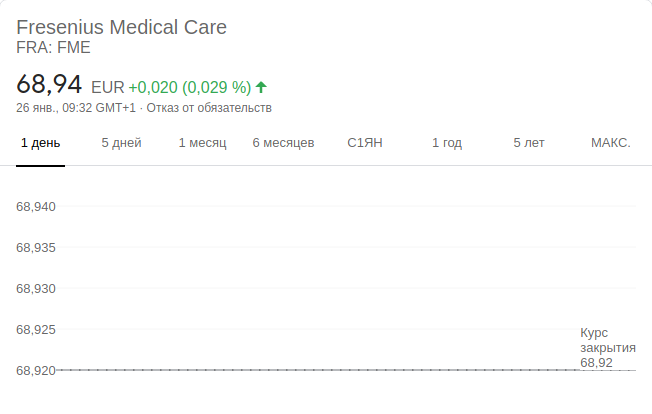 Fresenius Medical Care
FRA: FME
68,94 EUR +0,020 (0,029 %)
26 янв., 09:32 GMT+1 · Отказ от обязательств
1 день 5 дней 1 месяц 6 месяцев С1ЯН 1 год 5 лет МАКС.
68,940
68,935
68,930
68,925
Курс
закрытия
68,92
68,920